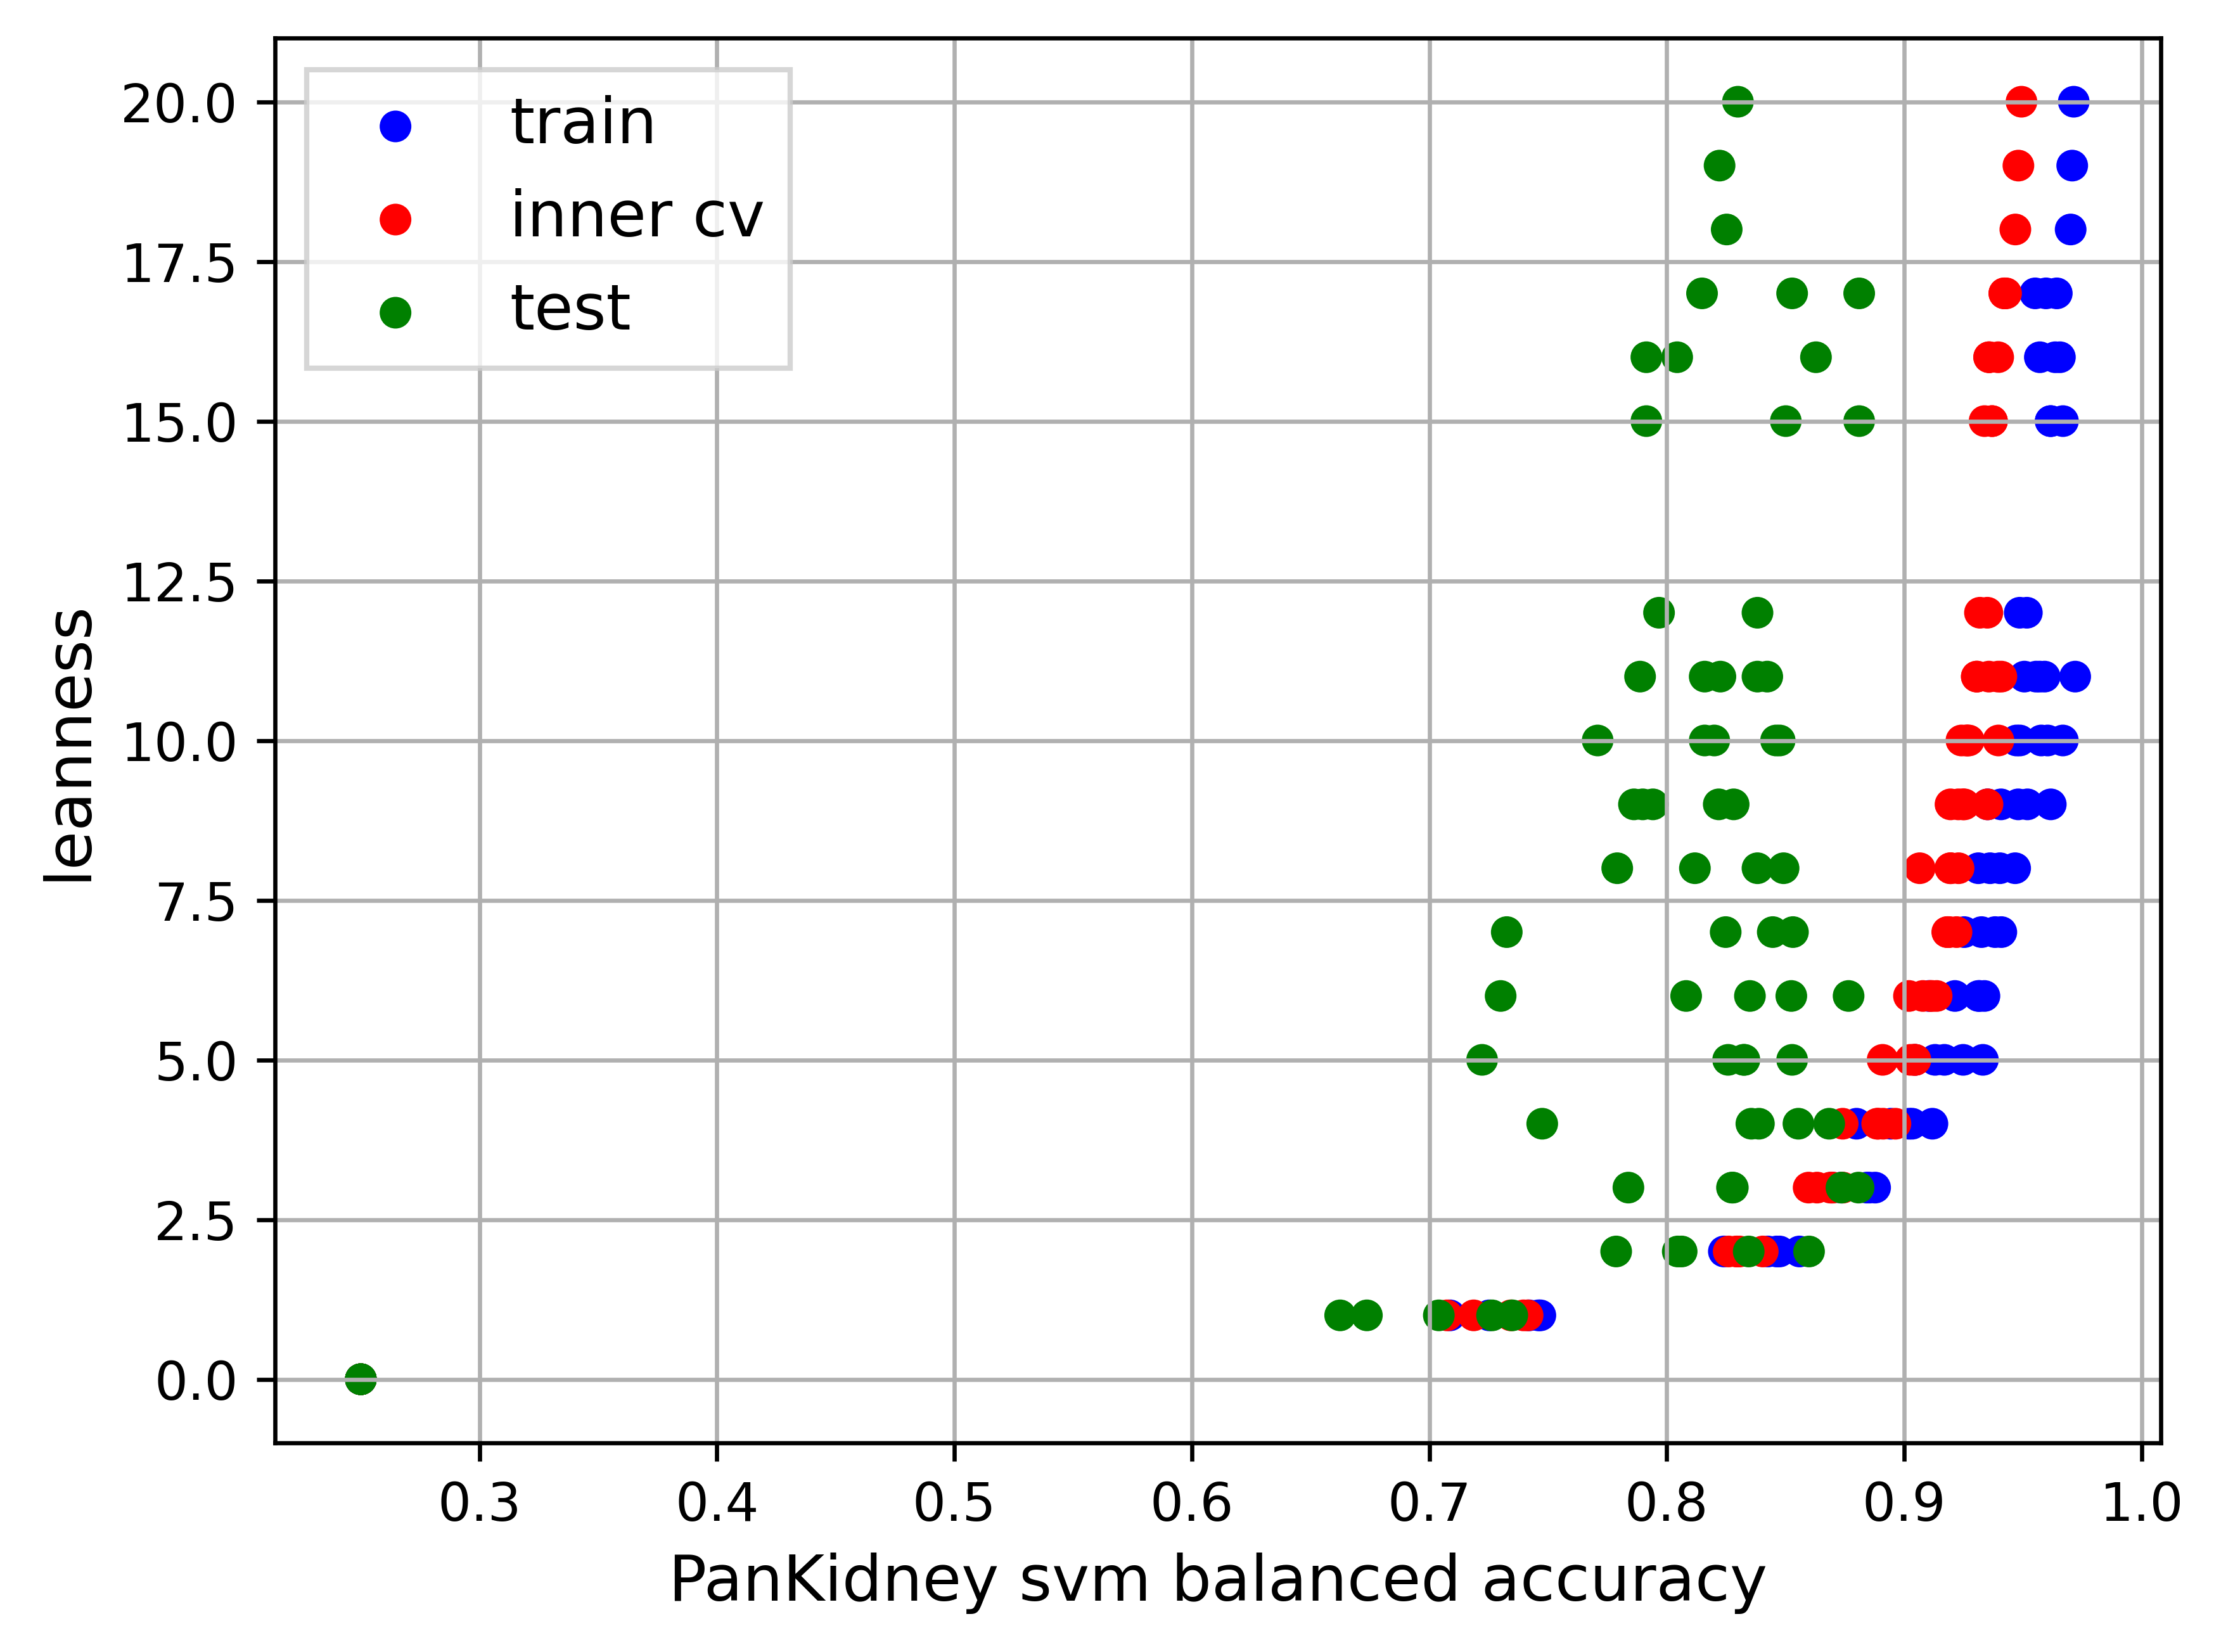 train
inner cv
test
20.0
17.5
15.0
12.5
10.0
7.5
5.0
2.5
0.0
leanness
0.3 0.4 0.5 0.6 0.7 0.8 0.9 1.0
PanKidney svm balanced accuracy